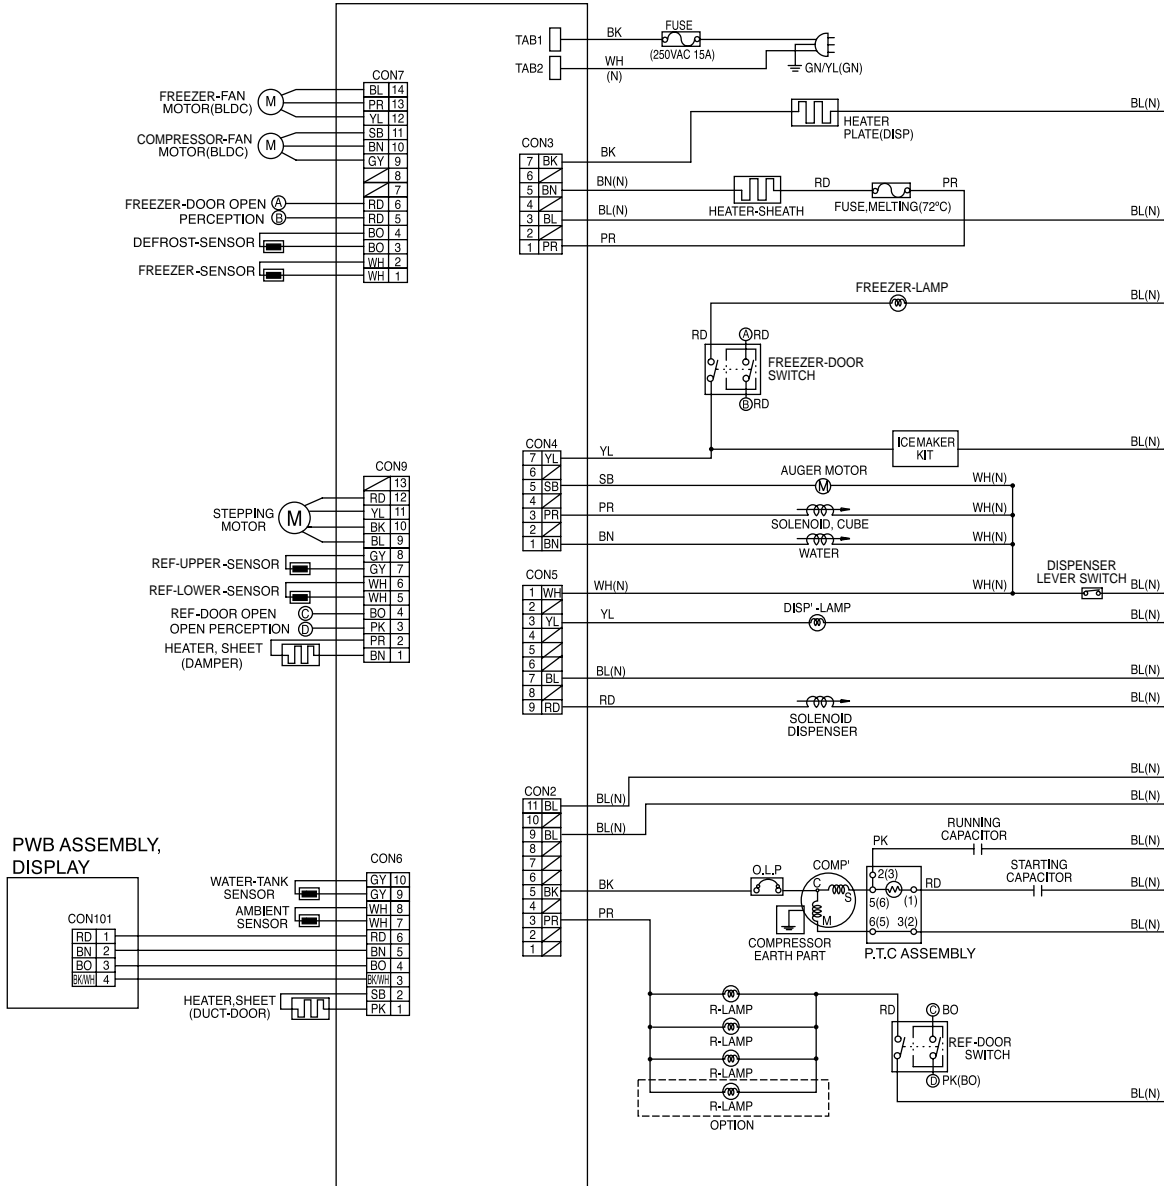 TAB1
BK
FUSE
(250VAC 15A)
TAB2
WH
(N)
GN/YL(GN)
CON7
FREEZER-FAN
MOTOR(BLDC)
M
BL 14
PR 13
YL 12
COMPRESSOR-FAN
MOTOR(BLDC)
M
SB 11
BN 10
GY 9
8
7
FREEZER-DOOR OPEN A
PERCEPTION B
RD 6
RD 5
DEFROST-SENSOR
BO 4
BO 3
FREEZER-SENSOR
WH 2
WH 1
CON3
7 BK
6
5 BN
4
3 BL
2
1 PR
BK
HEATER
PLATE(DISP)
BL(N)
BN(N)
HEATER-SHEATH
RD
FUSE,MELTING(72°C)
PR
BL(N)
BL(N)
PR
FREEZER-LAMP
BL(N)
RD
A RD
FREEZER-DOOR
SWITCH
B RD
CON4
7 YL
6
5 SB
4
3 PR
2
1 BN
YL
ICEMAKER
KIT
BL(N)
SB
AUGER MOTOR
M
WH(N)
PR
SOLENOID, CUBE
WH(N)
BN
WATER
WH(N)
CON9
13
STEPPING
MOTOR
M
RD 12
YL 11
BK 10
BL 9
REF-UPPER-SENSOR
GY 8
GY 7
REF-LOWER-SENSOR
WH 6
WH 5
REF-DOOR OPEN C
OPEN PERCEPTION D
BO 4
PK 3
HEATER, SHEET
(DAMPER)
PR 2
BN 1
CON5
1 WH
2
3 YL
4
5
6
7 BL
8
9 RD
WH(N)
WH(N)
DISPENSER
LEVER SWITCH
BL(N)
YL
DISP'-LAMP
BL(N)
BL(N)
BL(N)
RD
SOLENOID
DISPENSER
BL(N)
CON2
11 BL
10
9 BL
8
7
6
5 BK
4
3 PR
2
1
BL(N)
BL(N)
BL(N)
BL(N)
PK
RUNNING
CAPACITOR
BL(N)
BK
O.L.P
COMP'
C
S
M
2(3)
5(6)
(1)
6(5)
3(2)
RD
STARTING
CAPACITOR
BL(N)
BL(N)
COMPRESSOR
EARTH PART
P.T.C ASSEMBLY
PR
R-LAMP
R-LAMP
R-LAMP
R-LAMP
OPTION
RD
C BO
REF-DOOR
SWITCH
D PK(BO)
BL(N)
PWB ASSEMBLY,
DISPLAY
CON101
RD 1
BN 2
BO 3
BK/WH 4
CON6
WATER-TANK
SENSOR
GY 10
GY 9
AMBIENT
SENSOR
WH 8
WH 7
RD 6
BN 5
BO 4
BK/WH 3
HEATER,SHEET
(DUCT-DOOR)
SB 2
PK 1